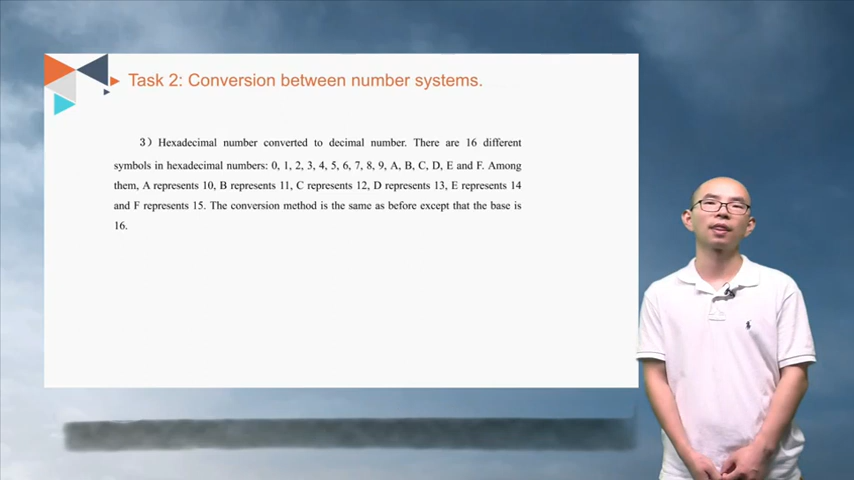 Task 2: Conversion between number systems.
3）Hexadecimal number converted to decimal number. There are 16 different
symbols in hexadecimal numbers: 0, 1, 2, 3, 4, 5, 6, 7, 8, 9, A, B, C, D, E and F. Among
them, A represents 10, B represents 11, C represents 12, D represents 13, E represents 14
and F represents 15. The conversion method is the same as before except that the base is
16.